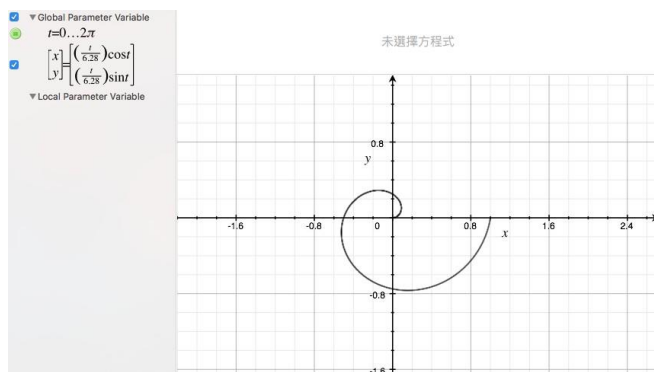 Global Parameter Variable
t=0...2π
[x y]=[(t/6.28)cost (t/6.28)sint]
Local Parameter Variable
未選擇方程式
0.8
y
-1.6 -0.8 0 0.8 1.6 2.4
x
-0.8
-1.6